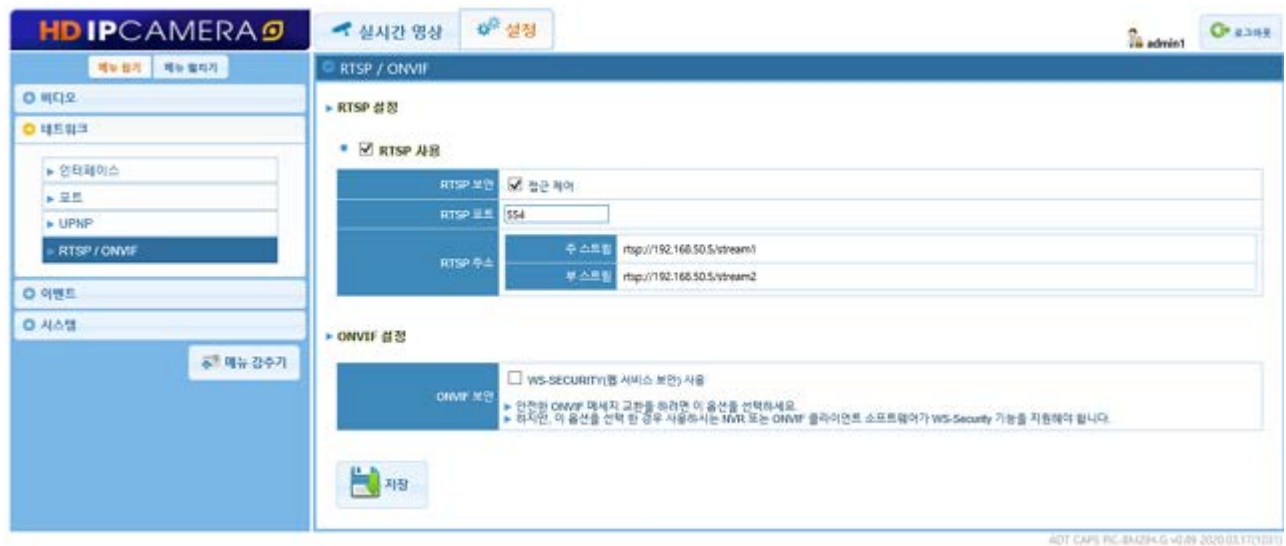 HD IPCAMERA
실시간 영상
설정
admin1
로그아웃
메뉴 접기
메뉴 펼치기
비디오
네트워크
인터페이스
포트
UPNP
RTSP / ONVIF
이벤트
시스템
메뉴 감추기
RTSP / ONVIF
RTSP 설정
RTSP 사용
RTSP 보안
접근 제어
RTSP 포트
554
RTSP 주소
주 스트림
rtsp://192.168.50.5/stream1
부 스트림
rtsp://192.168.50.5/stream2
ONVIF 설정
ONVIF 보안
WS-SECURITY(웹 서비스 보안) 사용
안전한 ONVIF 메세지 교환을 하려면 이 옵션을 선택하세요.
하지만, 이 옵션을 선택 한 경우 사용하시는 NVR 또는 ONVIF 클라이언트 소프트웨어가 WS-Security 기능을 지원해야 합니다.
저장
ADT CAPS
2020.03.17